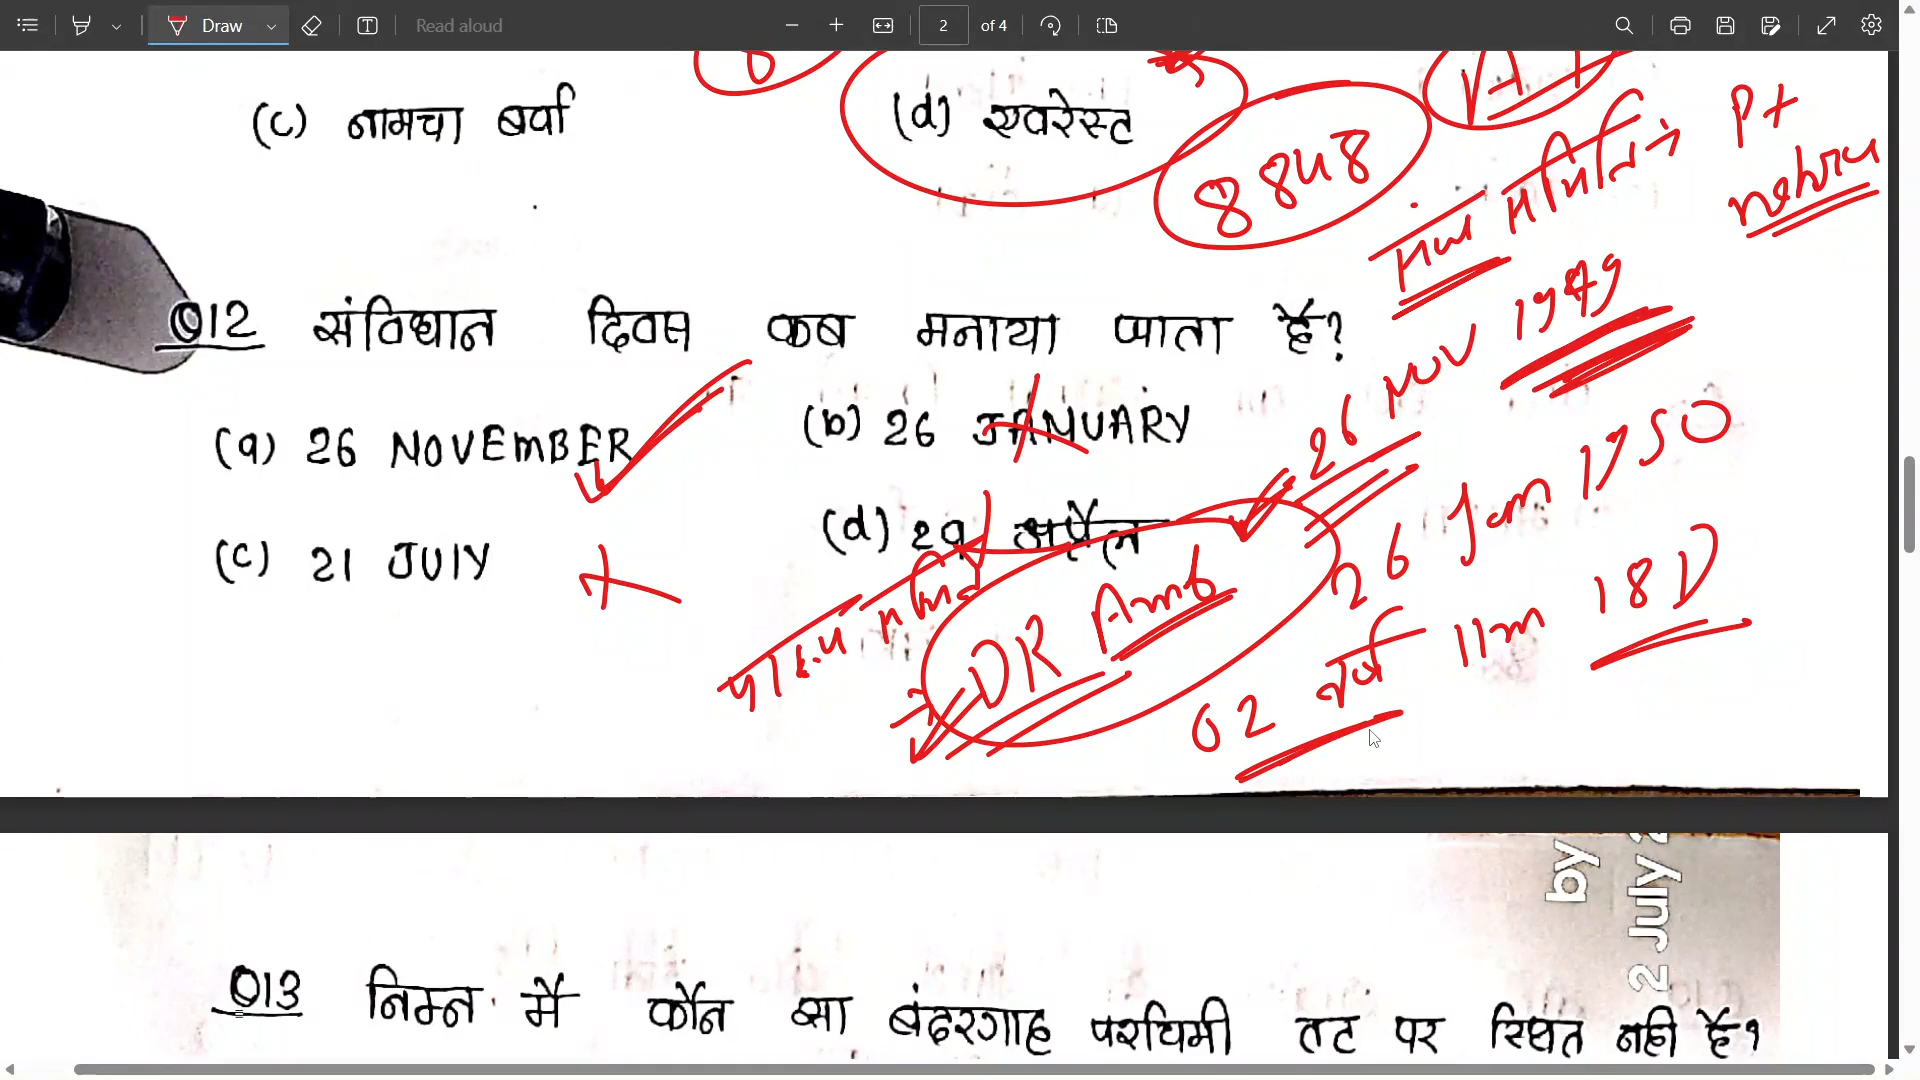 Draw
Read aloud
2 of 4
(c) नामचा बर्वा
(d) एवरेस्ट
8848
Pt
nehru
संघ समिति →
Q12 संविधान दिवस कब मनाया जाता है?
26 NOV 1949
(a) 26 NOVEMBER
(b) 26 JANUARY
26 Jan 1950
(c) 21 JULY
(d) 29 अप्रैल
DR Amb
02 वर्ष 11m 18D
by
2 July 2
Q13 निम्न मै कौन सा बंदरगाह पश्चिमी तट पर स्थित नही है?